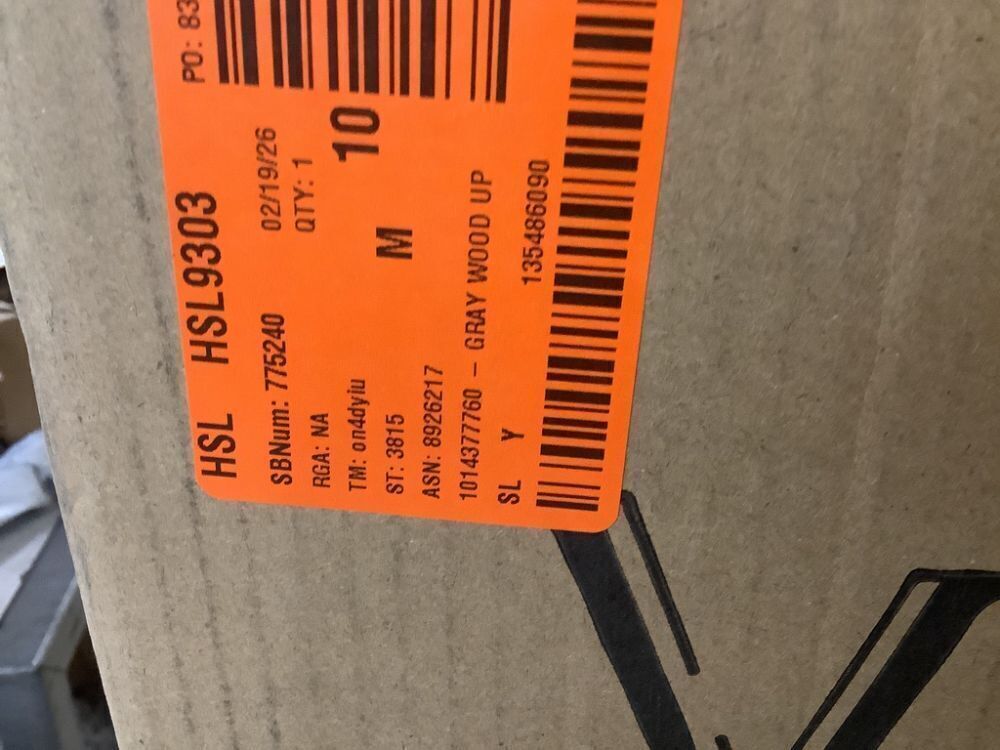 HSL HSL9303 PO: 83
SBNum: 775240 02/19/26
RGA: NA QTY: 1
TM: on4dyiu 10
ST: 3815 M
ASN: 8926217
1014377760 – GRAY WOOD UP
SL Y 135486090